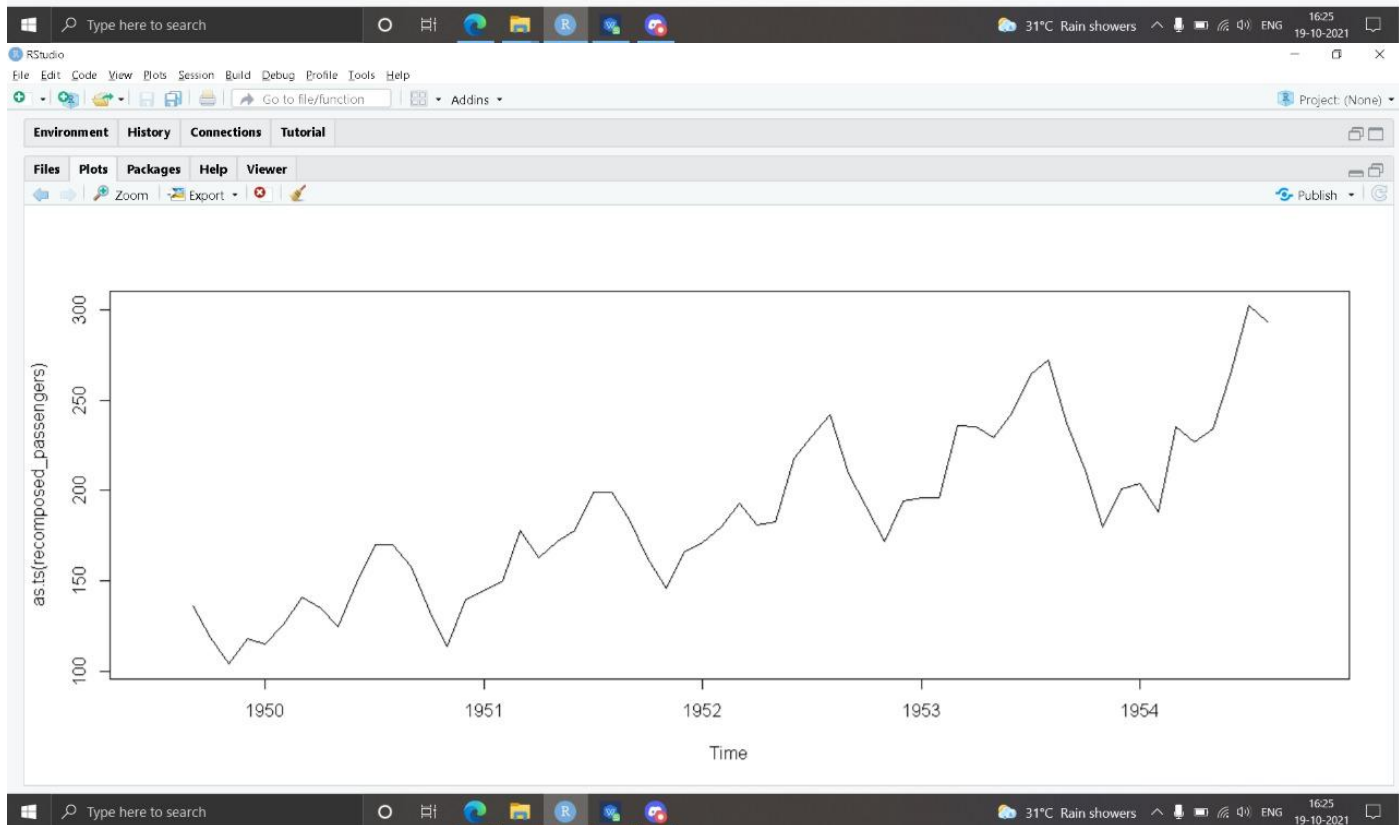 Type here to search
31°C Rain showers ENG 16:25
19-10-2021
RStudio
File Edit Code View Plots Session Build Debug Profile Tools Help
Go to file/function Addins Project: (None)
Environment History Connections Tutorial
Files Plots Packages Help Viewer
Zoom Export Publish
as.ts(recomposed_passengers)
300
250
200
150
100
1950 1951 1952 1953 1954
Time
Type here to search
31°C Rain showers ENG 16:25
19-10-2021